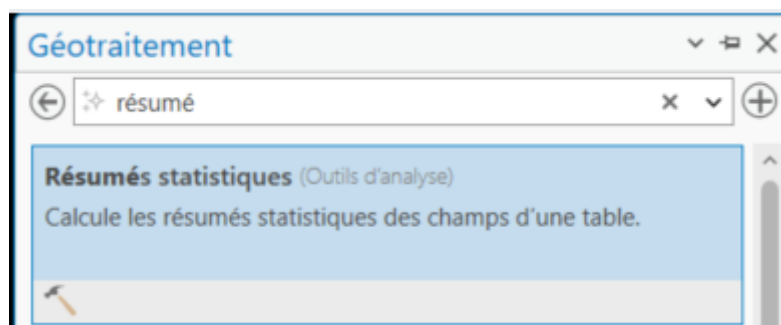 Géotraitement
résumé
Résumés statistiques (Outils d'analyse)
Calcule les résumés statistiques des champs d'une table.